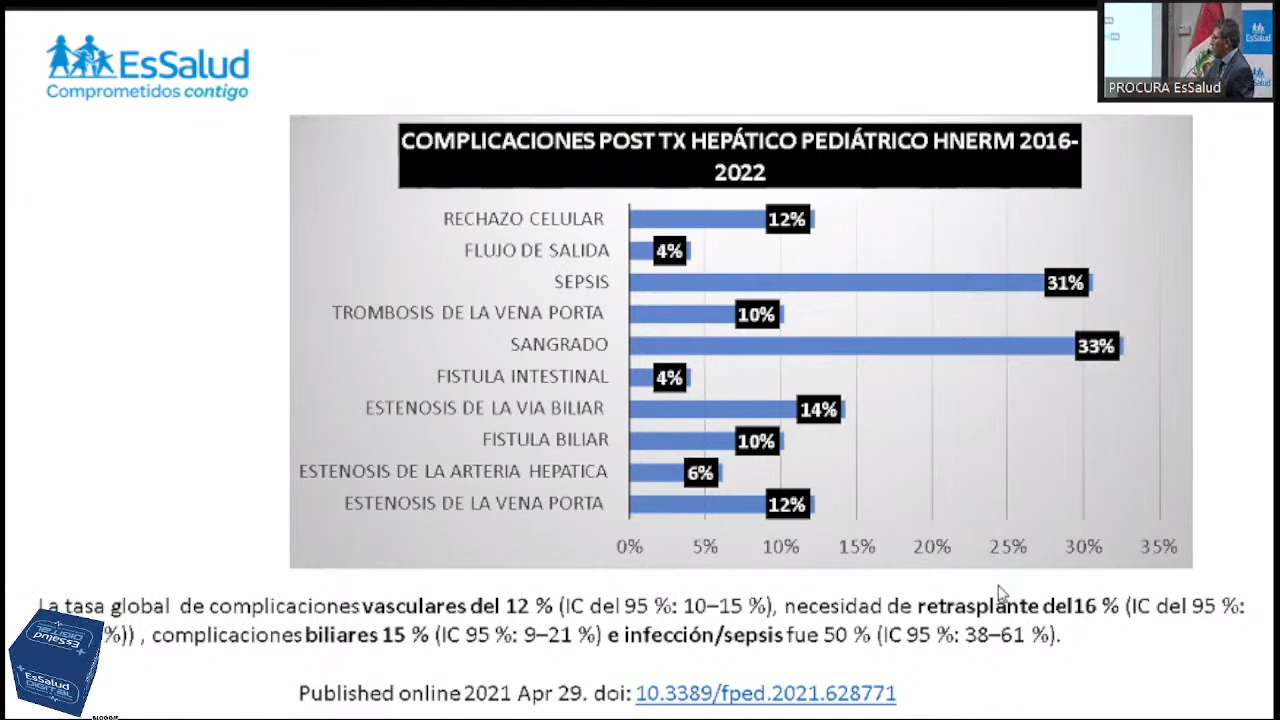 EsSalud
Comprometidos contigo
EsSalud
PROCURA EsSalud
COMPLICACIONES POST TX HEPÁTICO PEDIÁTRICO HNERM 2016-
2022
RECHAZO CELULAR 12%
FLUJO DE SALIDA 4%
SEPSIS 31%
TROMBOSIS DE LA VENA PORTA 10%
SANGRADO 33%
FISTULA INTESTINAL 4%
ESTENOSIS DE LA VIA BILIAR 14%
FISTULA BILIAR 10%
ESTENOSIS DE LA ARTERIA HEPATICA 6%
ESTENOSIS DE LA VENA PORTA 12%
0% 5% 10% 15% 20% 25% 30% 35%
La tasa global de complicaciones vasculares del 12 % (IC del 95 %: 10–15 %), necesidad de retrasplante del 16 % (IC del 95 %:
%)) , complicaciones biliares 15 % (IC 95 %: 9–21 %) e infección/sepsis fue 50 % (IC 95 %: 38–61 %).
EsSalud
DIGITAL
EsSalud
DIGITAL
Published online 2021 Apr 29. doi: 10.3389/fped.2021.628771